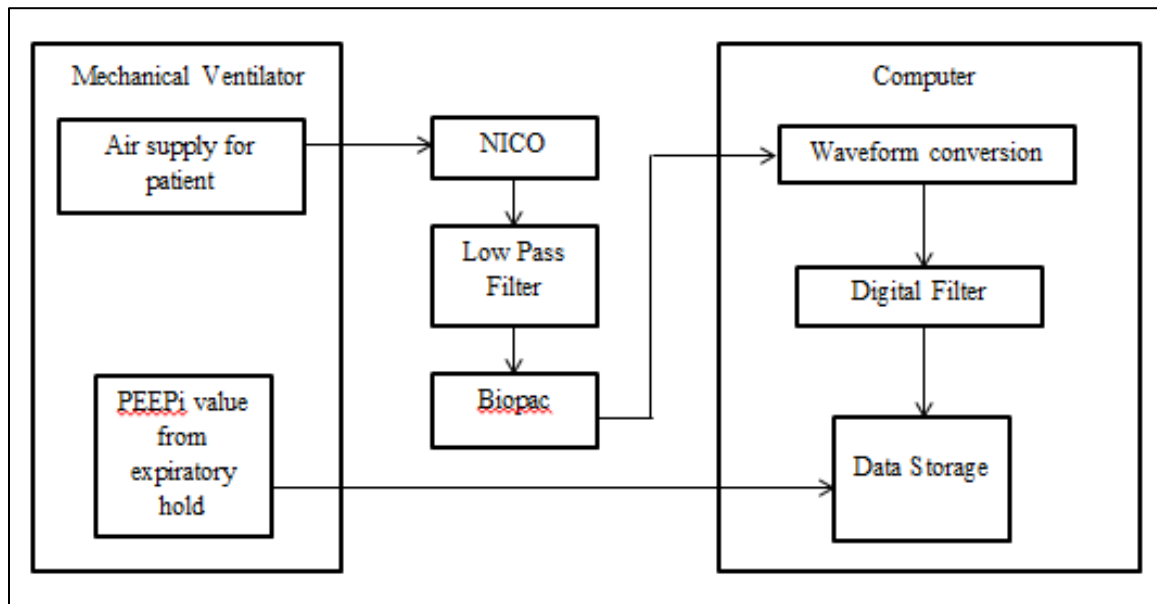 Mechanical Ventilator
Air supply for
patient
PEEPi value
from
expiratory
hold
NICO
Low Pass
Filter
Biopac
Computer
Waveform conversion
Digital Filter
Data Storage